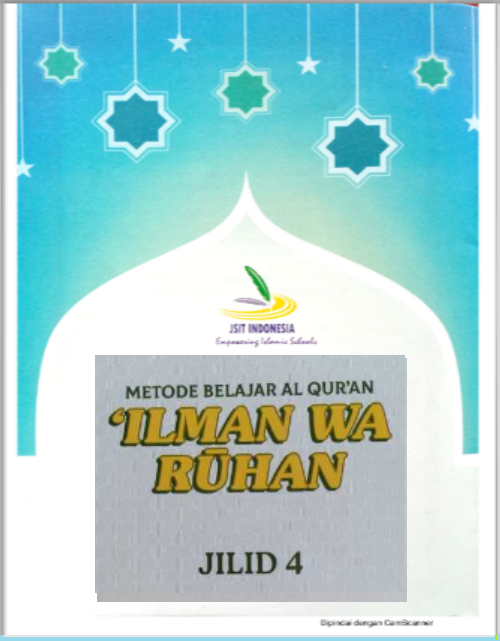 JSIT INDONESIA
Empowering Islamic Schools
METODE BELAJAR AL QUR'AN
‘ILMAN WA
RŪHAN
JILID 4
Dipindai dengan CamScanner